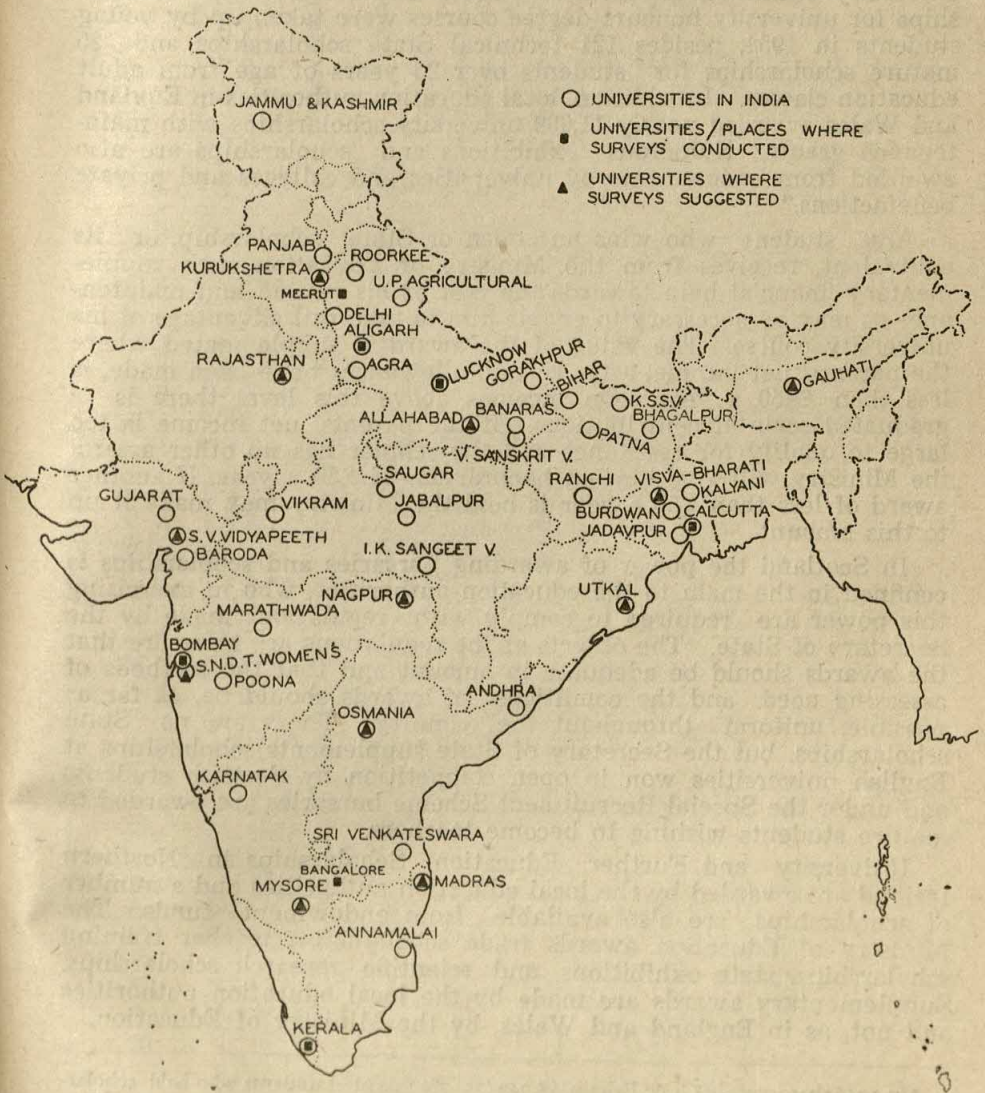 JAMMU & KASHMIR
UNIVERSITIES IN INDIA
UNIVERSITIES/PLACES WHERE
SURVEYS CONDUCTED
UNIVERSITIES WHERE
SURVEYS SUGGESTED
PANJAB
ROORKEE
KURUKSHETRA
U.P. AGRICULTURAL
MEERUT
DELHI
ALIGARH
RAJASTHAN
AGRA
LUCKNOW
GORAKHPUR
BIHAR
GAUHATI
K.S.S.V.
ALLAHABAD
BANARAS
BHAGALPUR
PATNA
V. SANSKRIT V.
SAUGAR
RANCHI
VISVA-BHARATI
GUJARAT
VIKRAM
JABALPUR
KALYANI
BURDWAN
CALCUTTA
S.V. VIDYAPEETH
JADAVPUR
BARODA
I.K. SANGEET V.
NAGPUR
UTKAL
MARATHWADA
BOMBAY
S.N.D.T. WOMEN'S
POONA
ANDHRA
OSMANIA
KARNATAK
SRI VENKATESWARA
BANGALORE
MYSORE
MADRAS
ANNAMALAI
KERALA